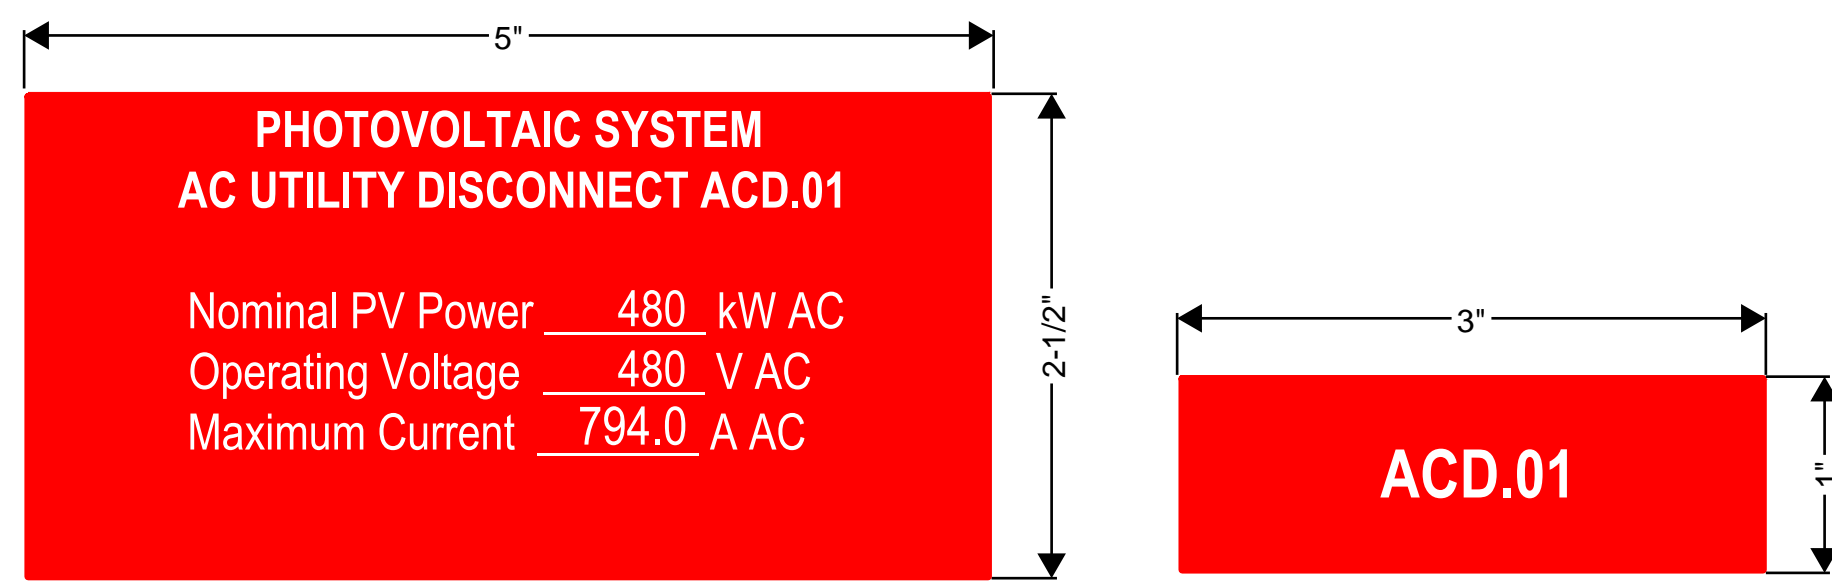 5"
PHOTOVOLTAIC SYSTEM
AC UTILITY DISCONNECT ACD.01
Nominal PV Power 480 kW AC
Operating Voltage 480 V AC
Maximum Current 794.0 A AC
2-1/2"
3"
ACD.01
1"